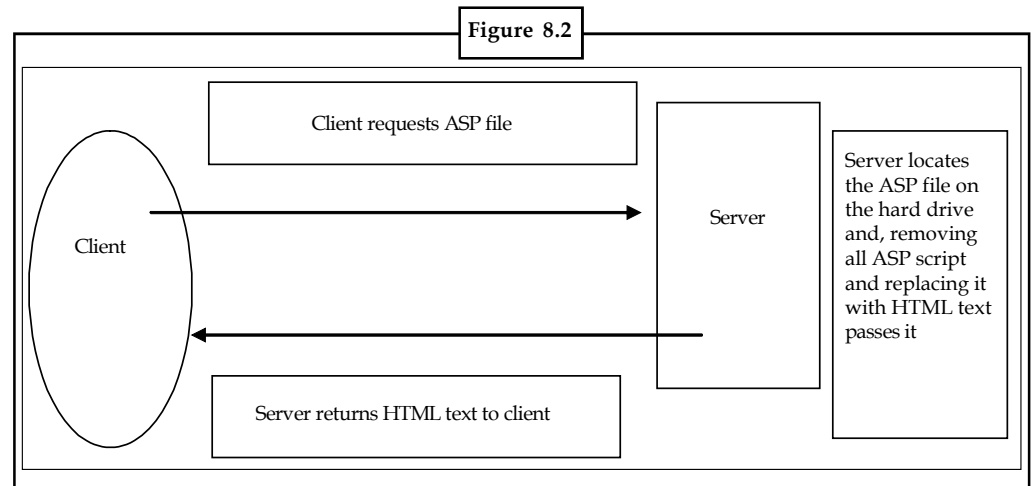 Figure 8.2
Client requests ASP file
Client
Server
Server locates
the ASP file on
the hard drive
and, removing
all ASP script
and replacing it
with HTML text
passes it
Server returns HTML text to client